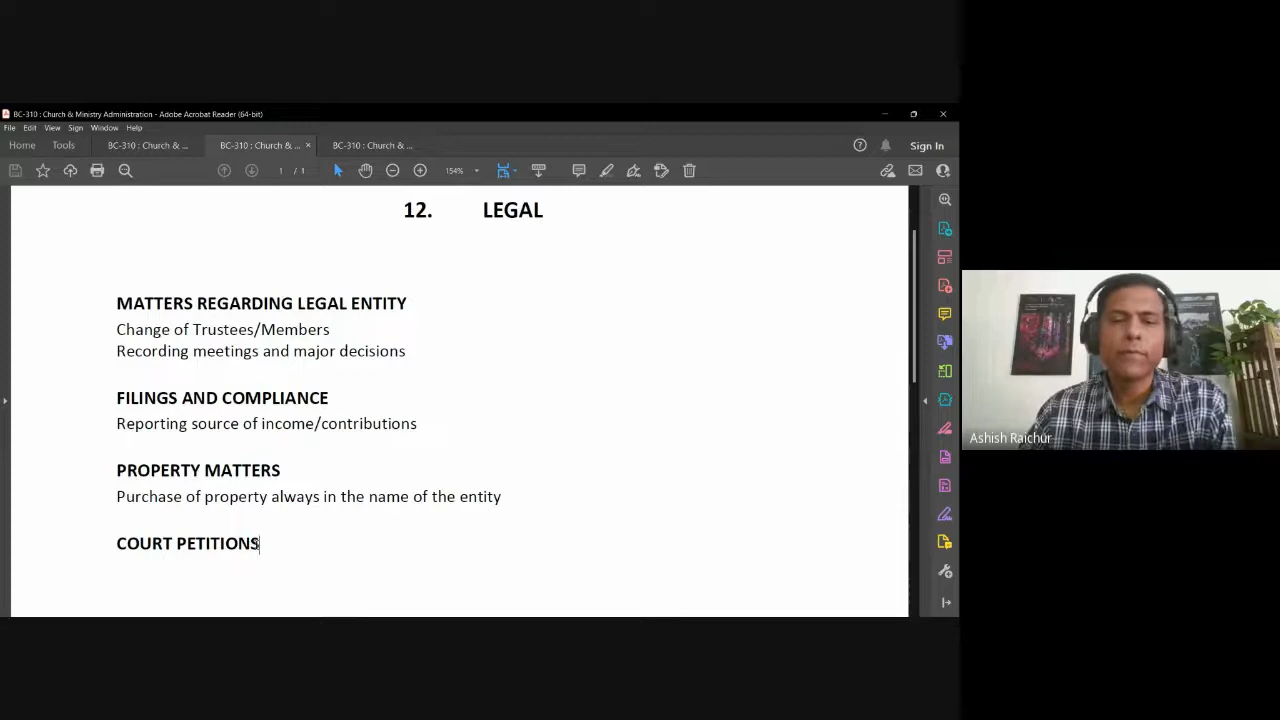 BC-310 : Church & Ministry Administration - Adobe Acrobat Reader (64-bit)
File Edit View Sign Window Help
Home Tools BC-310 : Church & ... BC-310 : Church & ... × BC-310 : Church & ... Sign In
1 / 1 154%
12. LEGAL
MATTERS REGARDING LEGAL ENTITY
Change of Trustees/Members
Recording meetings and major decisions
FILINGS AND COMPLIANCE
Reporting source of income/contributions
PROPERTY MATTERS
Purchase of property always in the name of the entity
COURT PETITIONS
Ashish Raichur